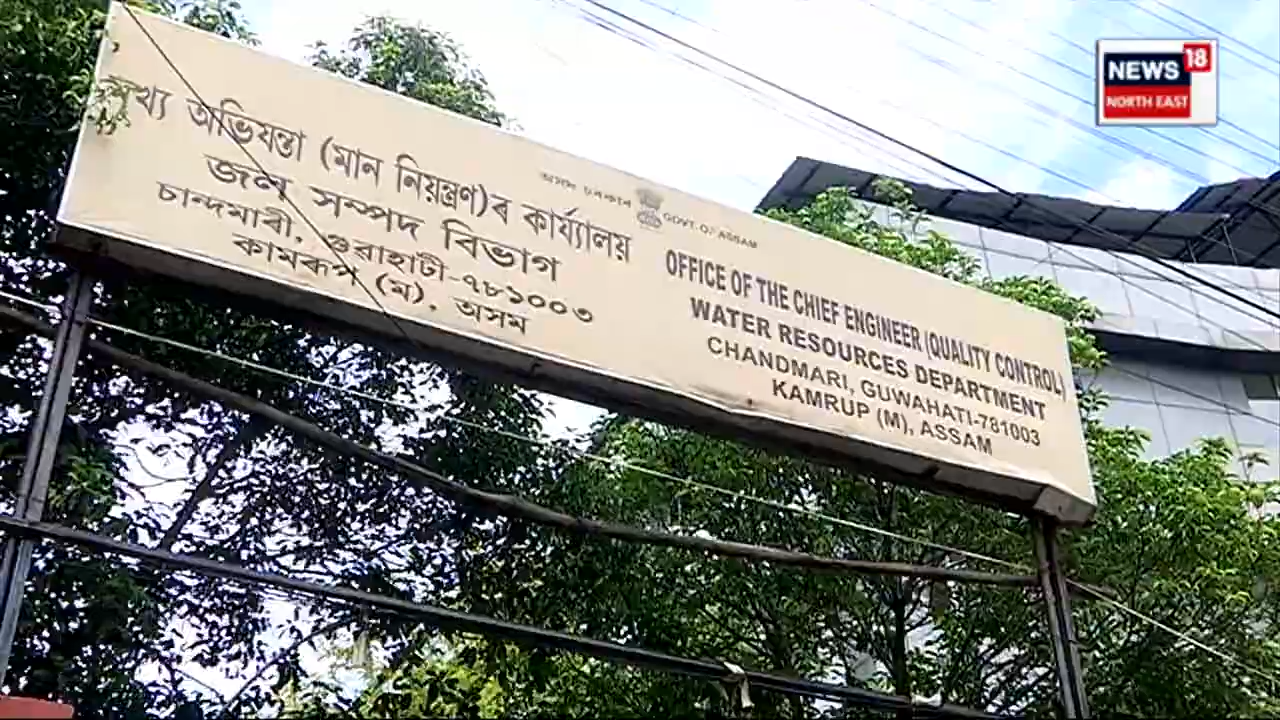 মুখ্য অভিযন্তা (মান নিয়ন্ত্ৰণ)ৰ কাৰ্য্যালয়
জল সম্পদ বিভাগ
চান্দমাৰী, গুৱাহাটী-৭৮১০০৩
কামৰূপ (ম), অসম
অসম চৰকাৰ GOVT. OF ASSAM
OFFICE OF THE CHIEF ENGINEER (QUALITY CONTROL)
WATER RESOURCES DEPARTMENT
CHANDMARI, GUWAHATI-781003
KAMRUP (M), ASSAM
NEWS 18
NORTH EAST